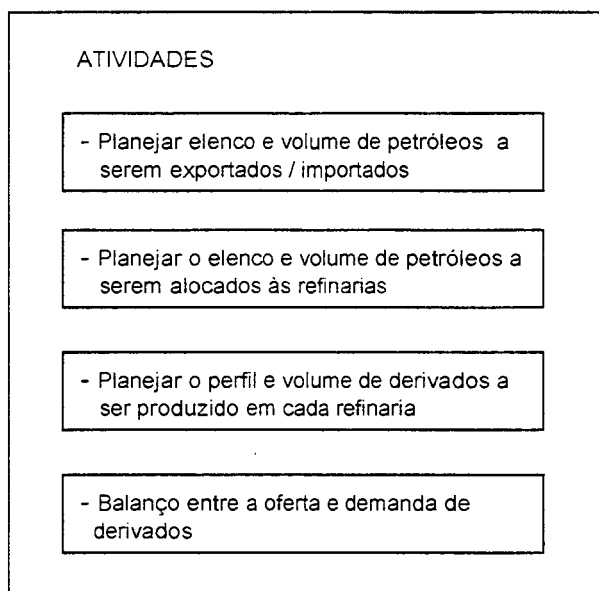 ATIVIDADES
- Planejar elenco e volume de petróleos a
serem exportados / importados
- Planejar o elenco e volume de petróleos a
serem alocados às refinarias
- Planejar o perfil e volume de derivados a
ser produzido em cada refinaria
- Balanço entre a oferta e demanda de
derivados